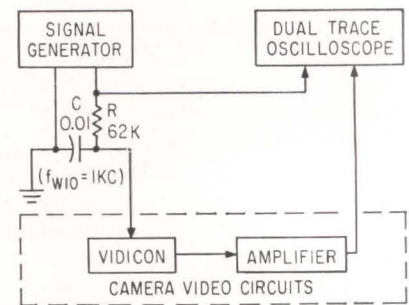 SIGNAL
GENERATOR
DUAL TRACE
OSCILLOSCOPE
C
0.01
R
62K
(fW10=1KC)
VIDICON
AMPLIFIER
CAMERA VIDEO CIRCUITS